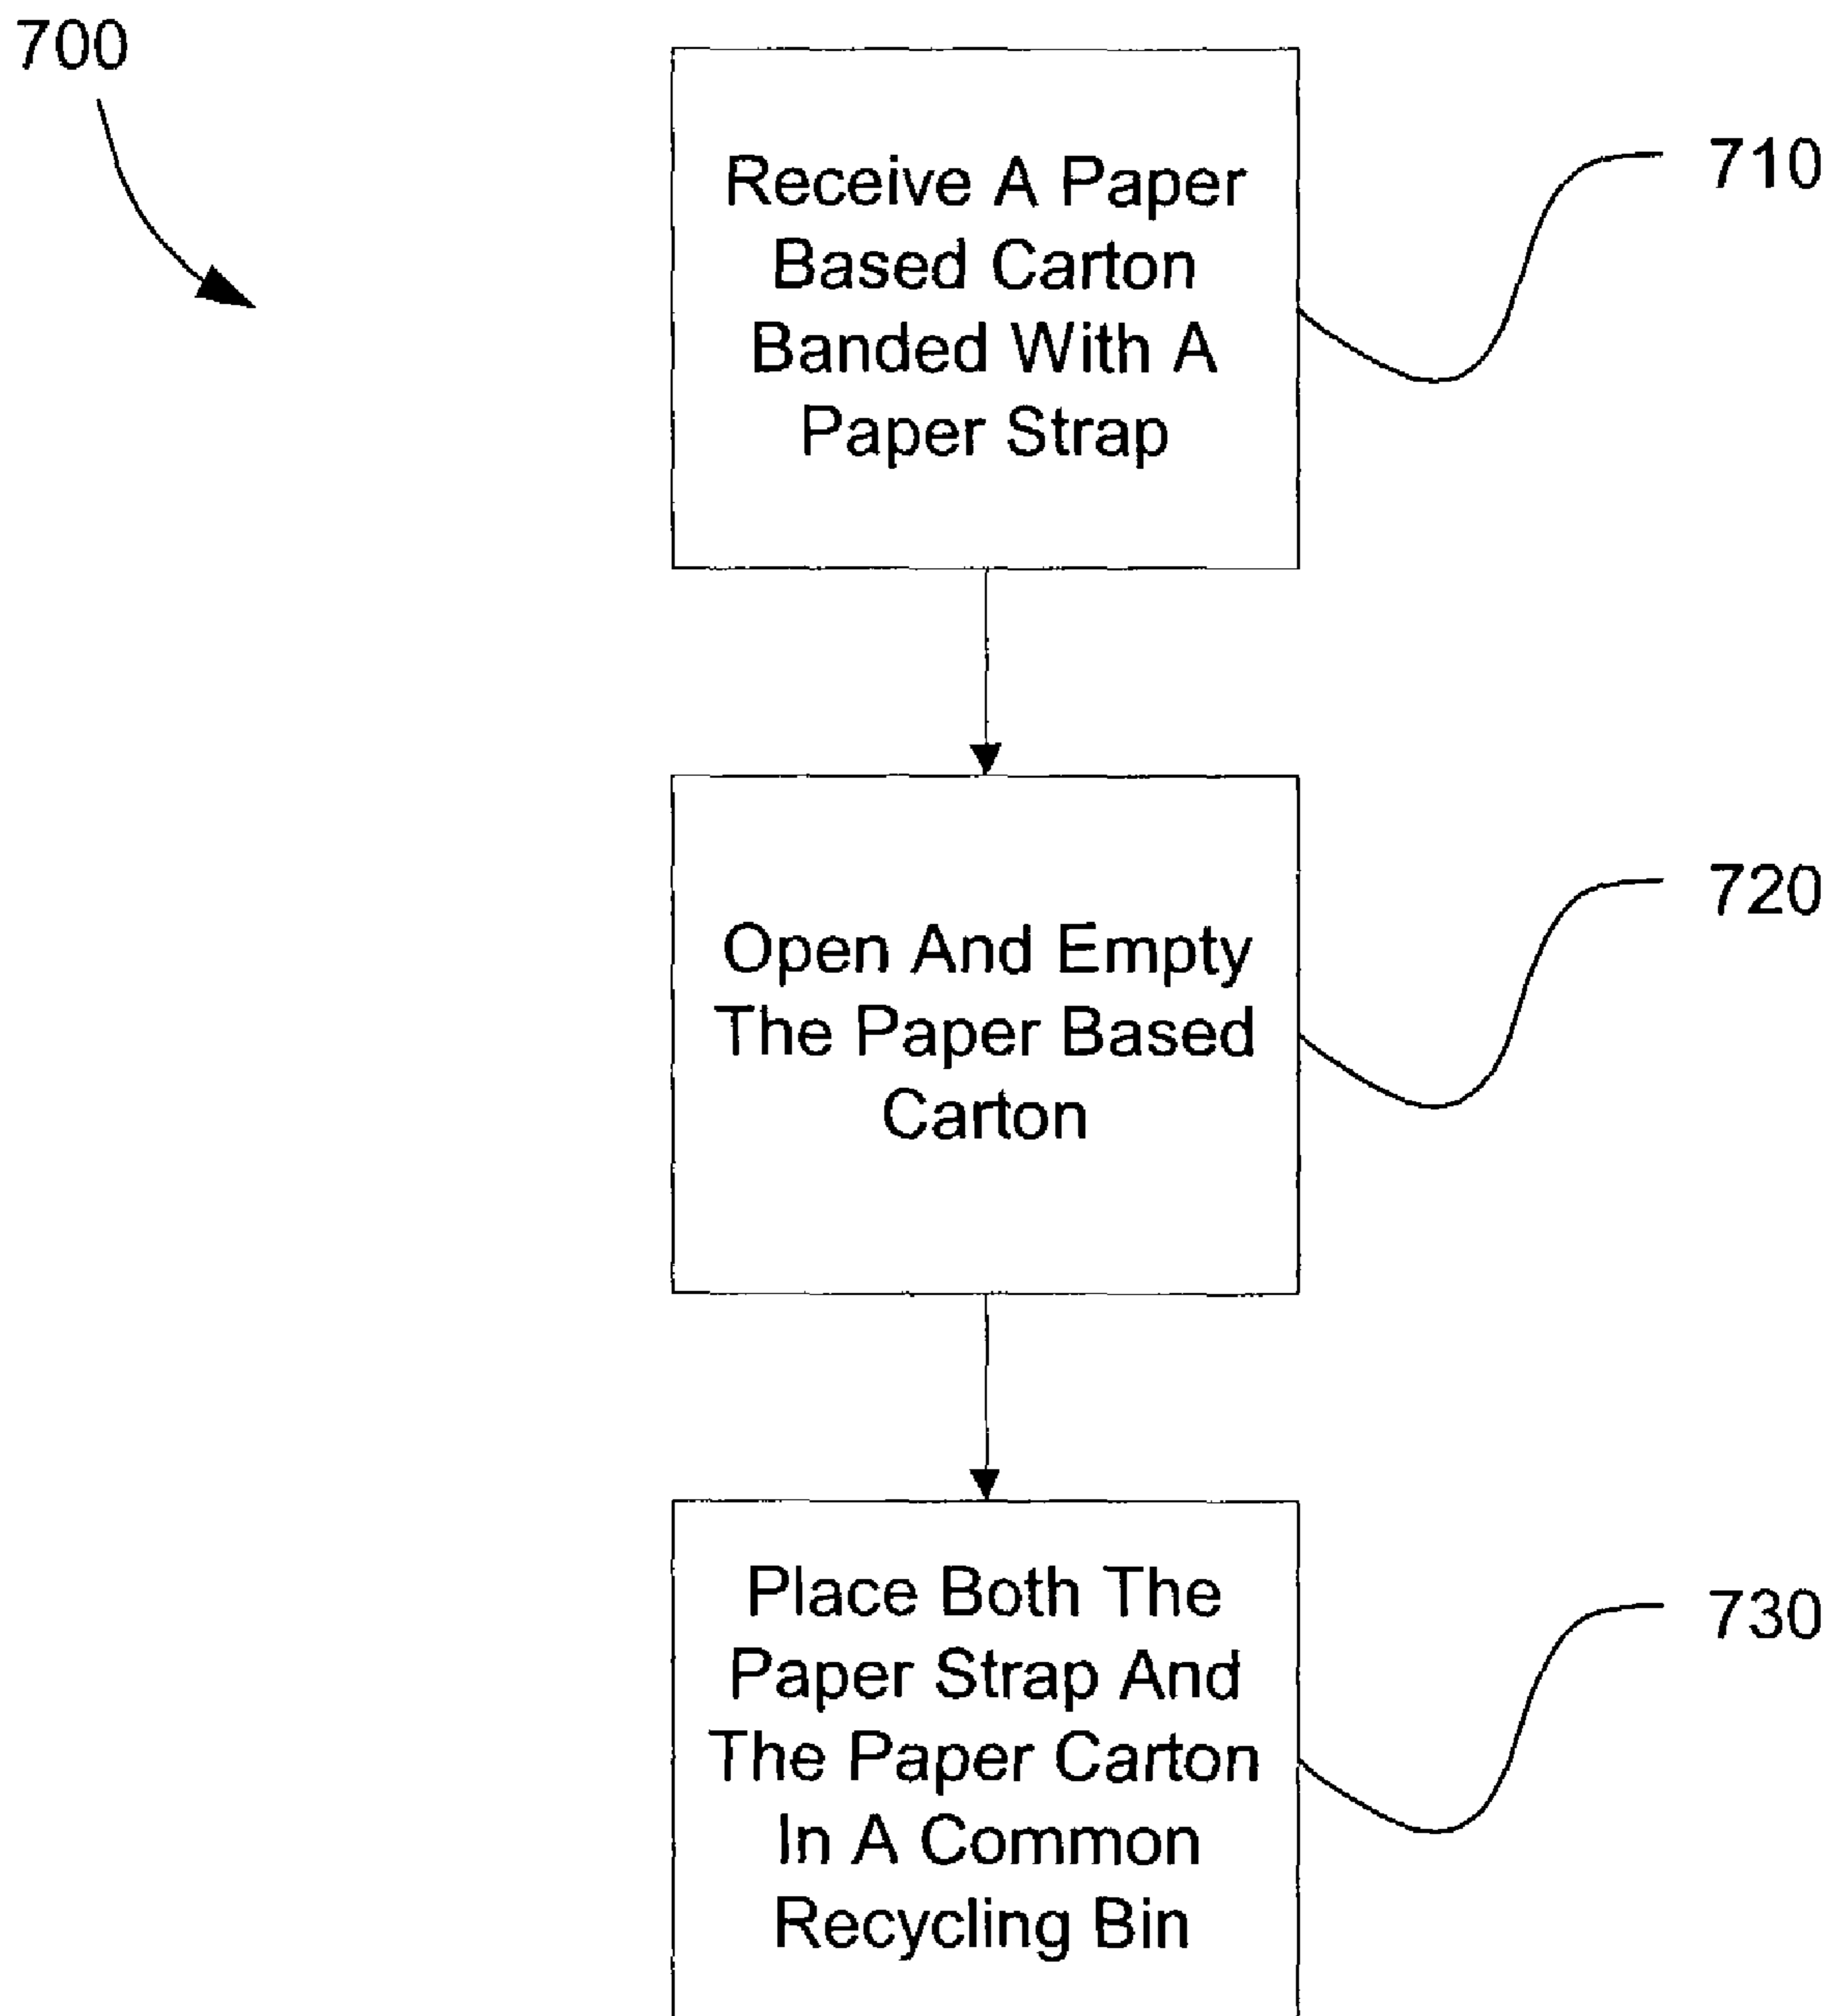 700
Receive A Paper
Based Carton
Banded With A
Paper Strap
710
Open And Empty
The Paper Based
Carton
720
Place Both The
Paper Strap And
The Paper Carton
In A Common
Recycling Bin
730